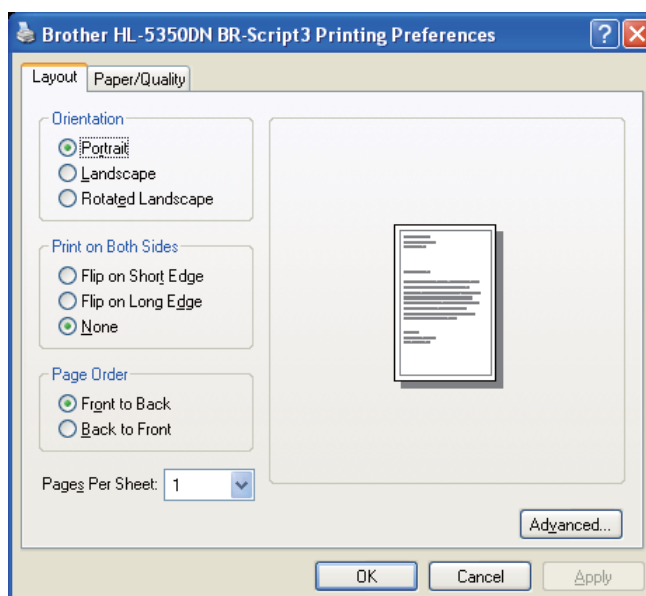 Brother HL-5350DN BR-Script3 Printing Preferences
Layout
Paper/Quality
Orientation
Portrait
Landscape
Rotated Landscape
Print on Both Sides
Flip on Short Edge
Flip on Long Edge
None
Page Order
Front to Back
Back to Front
Pages Per Sheet: 1
Advanced...
OK
Cancel
Apply